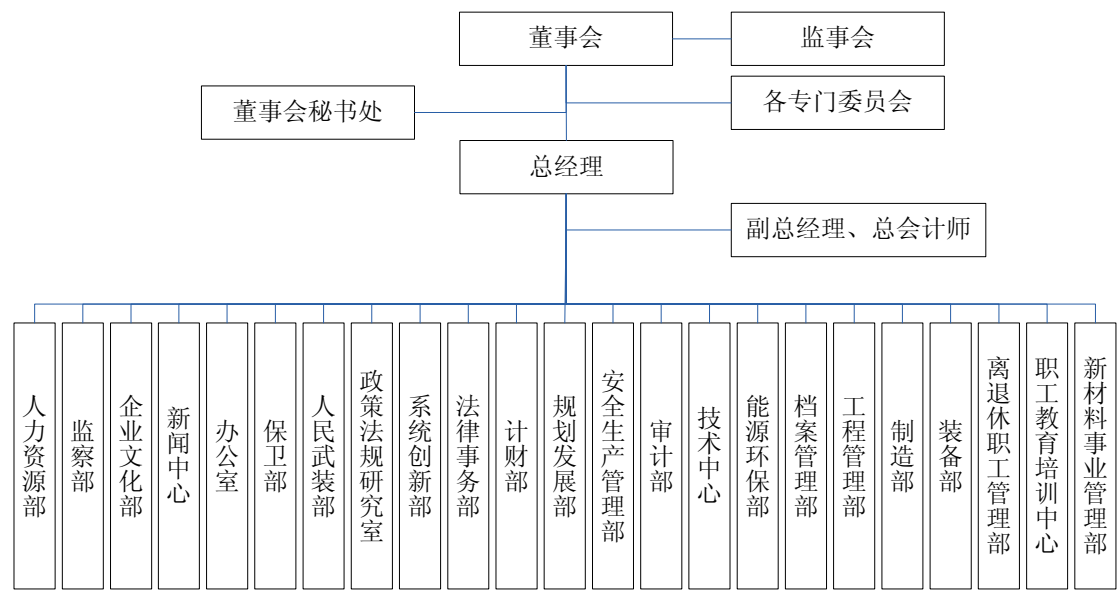 董事会
监事会
董事会秘书处
各专门委员会
总经理
副总经理、总会计师
人力资源部
监察部
企业文化部
新闻中心
办公室
保卫部
人民武装部
政策法规研究室
系统创新部
法律事务部
计财部
规划发展部
安全生产管理部
审计部
技术中心
能源环保部
档案管理部
工程管理部
制造部
装备部
离退休职工管理部
职工教育培训中心
新材料事业管理部